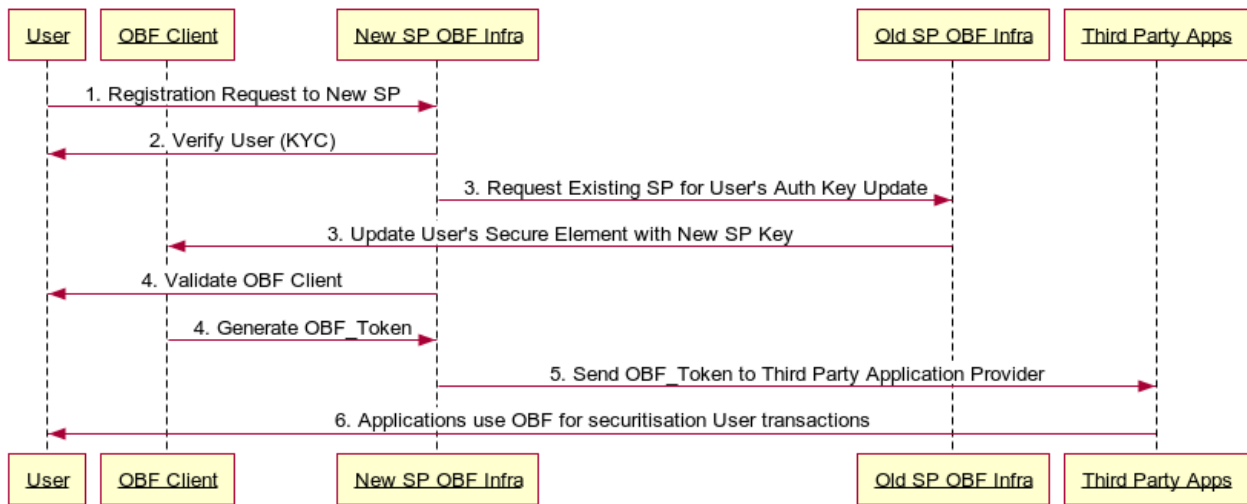 User
OBF Client
New SP OBF Infra
Old SP OBF Infra
Third Party Apps
1. Registration Request to New SP
2. Verify User (KYC)
3. Request Existing SP for User's Auth Key Update
3. Update User's Secure Element with New SP Key
4. Validate OBF Client
4. Generate OBF_Token
5. Send OBF_Token to Third Party Application Provider
6. Applications use OBF for securitisation User transactions
User
OBF Client
New SP OBF Infra
Old SP OBF Infra
Third Party Apps